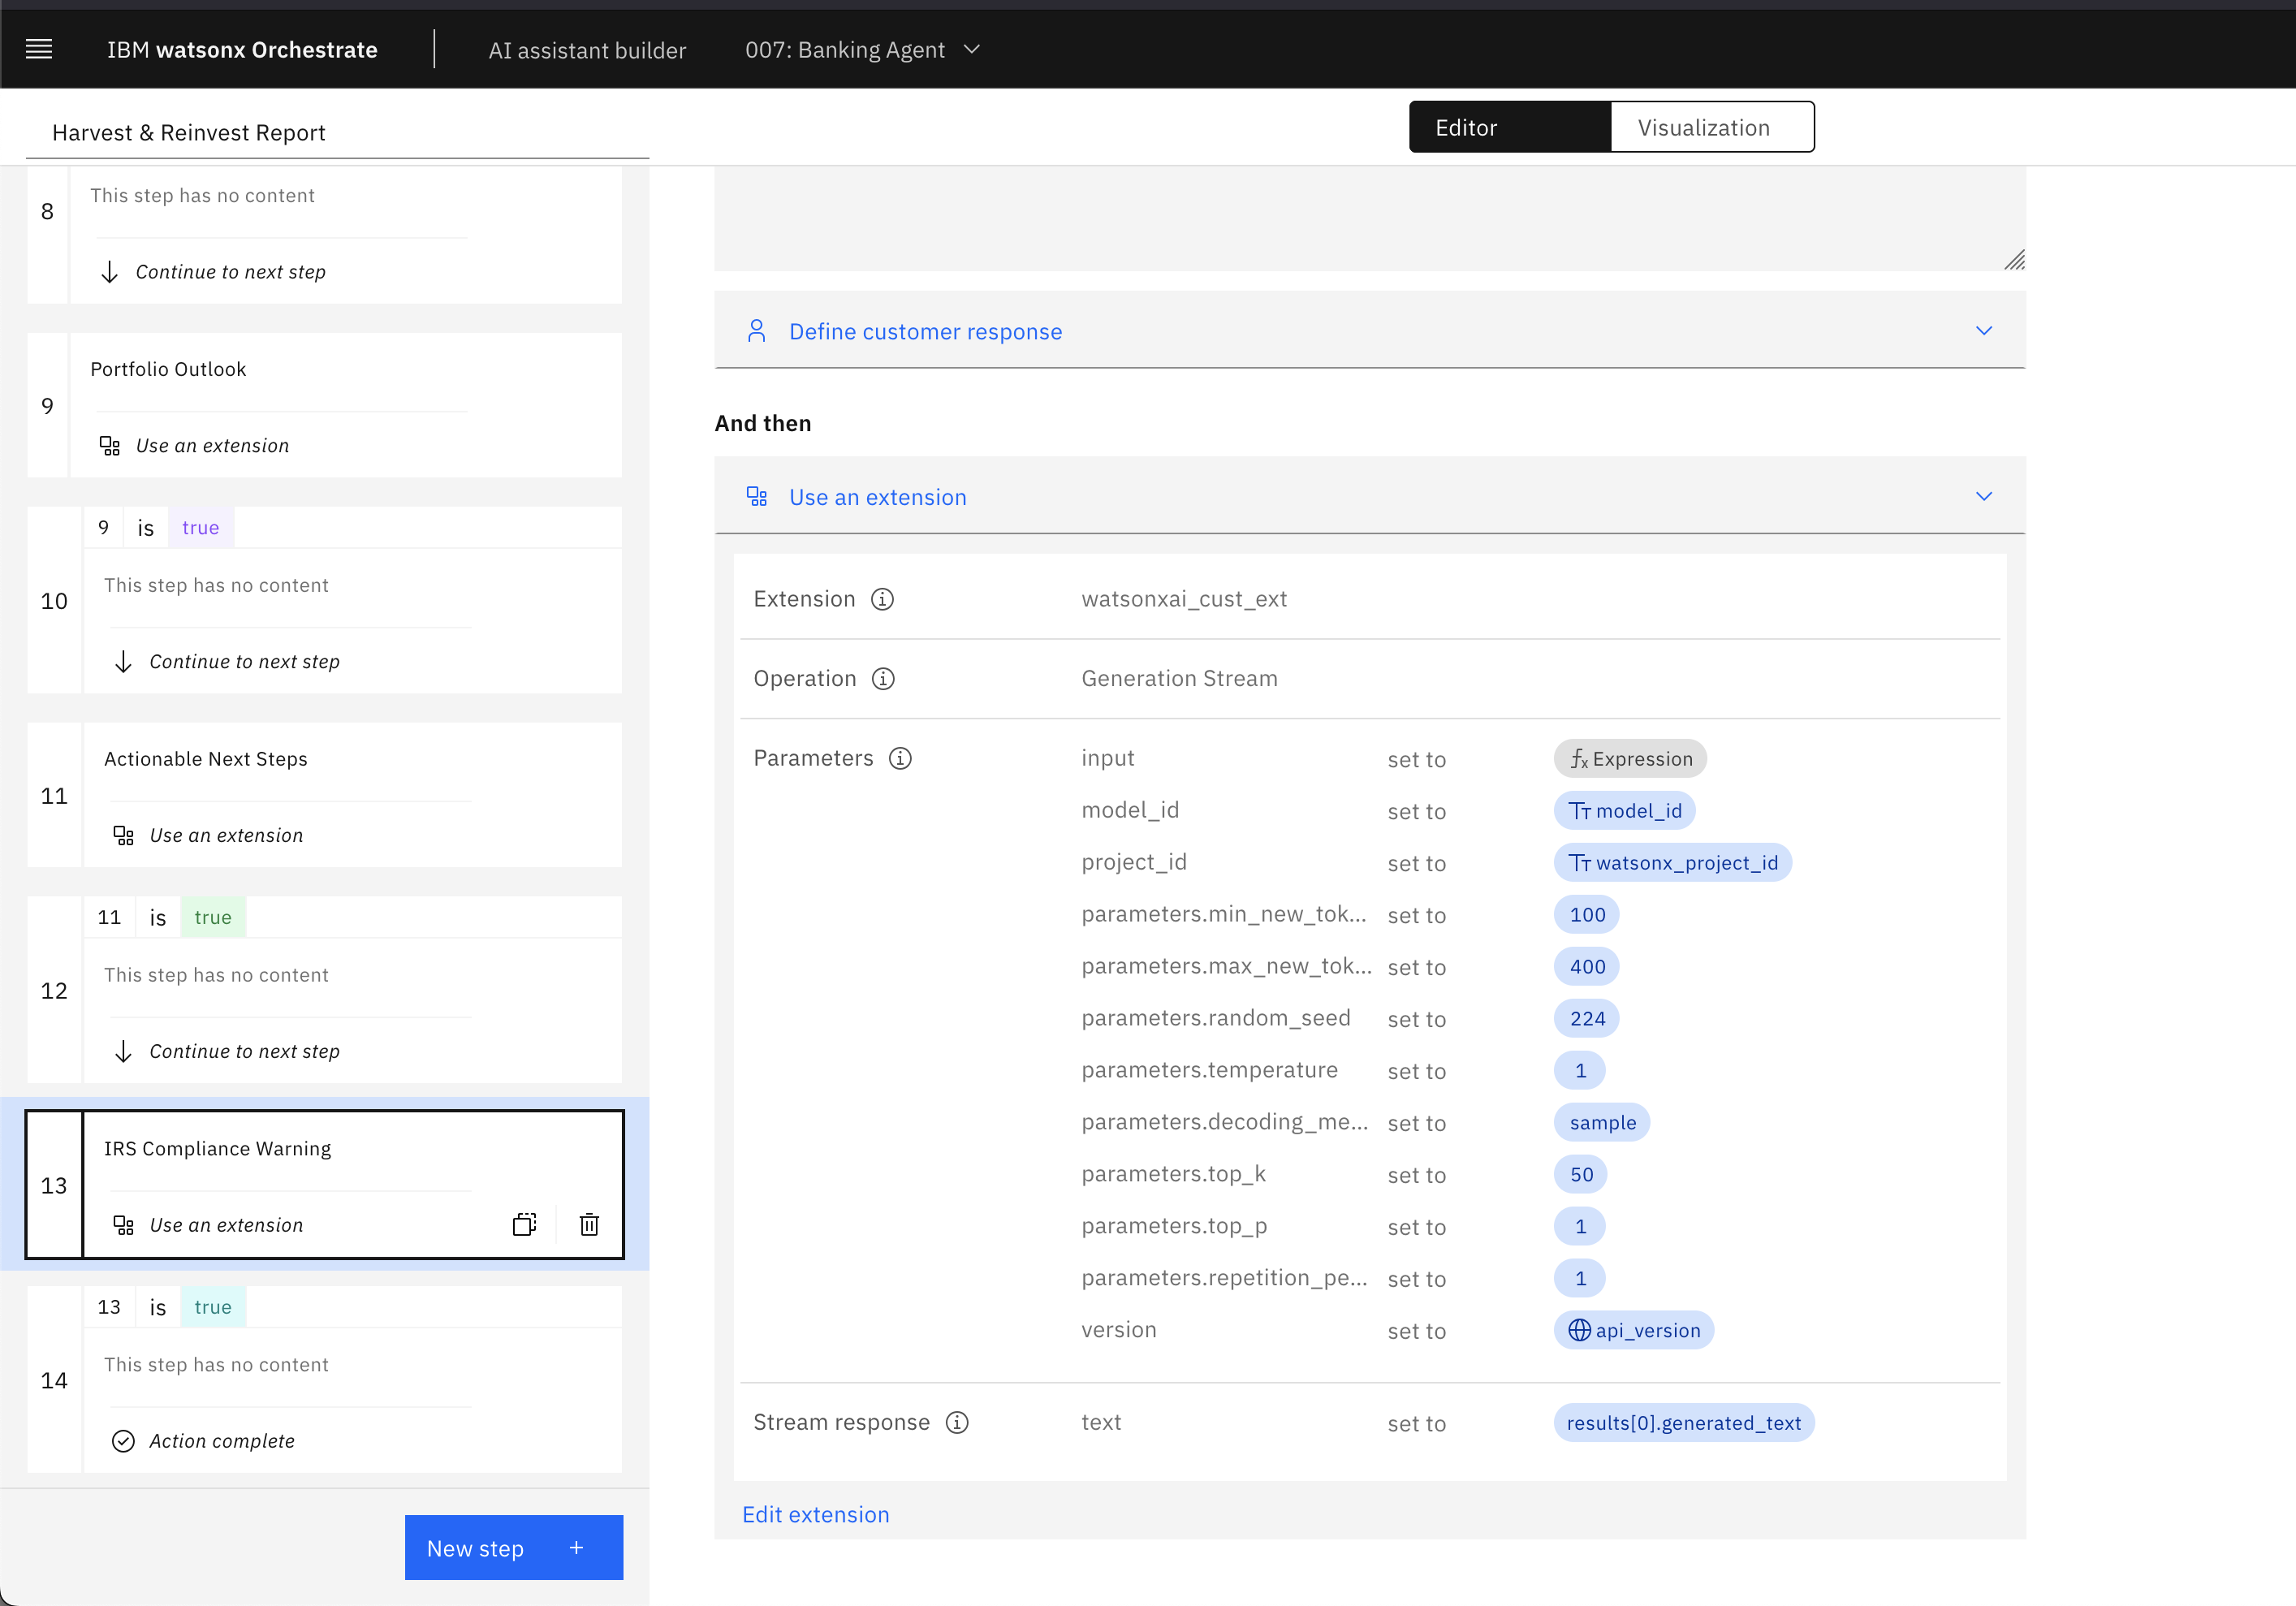 IBM watsonx Orchestrate
AI assistant builder
007: Banking Agent
Harvest & Reinvest Report
Editor
Visualization
8
This step has no content
Continue to next step
9
Portfolio Outlook
Use an extension
10
9 is true
This step has no content
Continue to next step
11
Actionable Next Steps
Use an extension
12
11 is true
This step has no content
Continue to next step
13
IRS Compliance Warning
Use an extension
14
13 is true
This step has no content
Action complete
New step +
Define customer response
And then
Use an extension
Extension watsonxai_cust_ext
Operation Generation Stream
Parameters input set to fx Expression
model_id set to model_id
project_id set to watsonx_project_id
parameters.min_new_tok... set to 100
parameters.max_new_tok... set to 400
parameters.random_seed set to 224
parameters.temperature set to 1
parameters.decoding_me... set to sample
parameters.top_k set to 50
parameters.top_p set to 1
parameters.repetition_pe... set to 1
version set to api_version
Stream response text set to results[0].generated_text
Edit extension